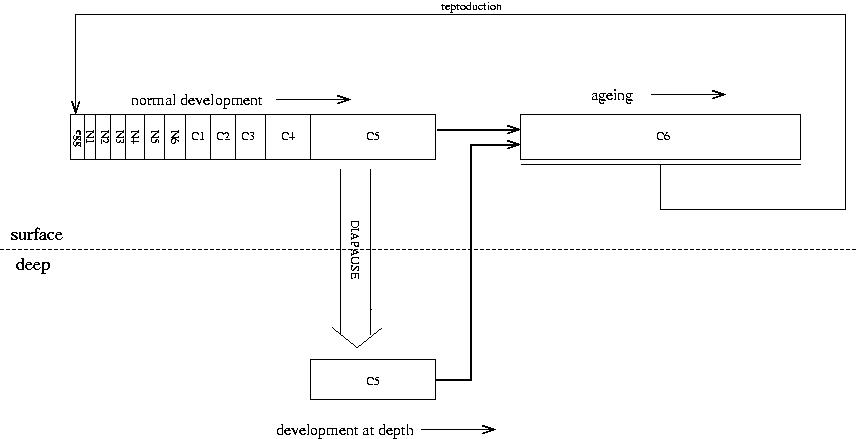 reproduction
normal development
ageing
egg N1 N2 N3 N4 N5 N6 C1 C2 C3 C4 C5 C6
DIAPAUSE
surface
deep
C5
development at depth